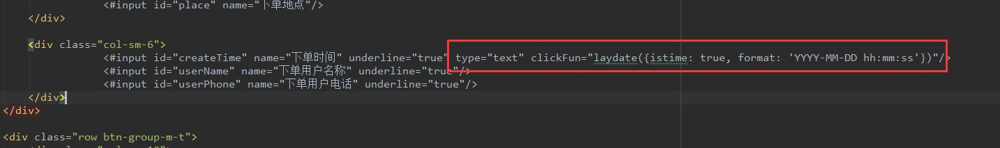 <#input id="place" name="下单地点"/>
</div>
<div class="col-sm-6">
<#input id="createTime" name="下单时间" underline="true" type="text" clickFun="laydate({istime: true, format: 'YYYY-MM-DD hh:mm:ss'})"/>
<#input id="userName" name="下单用户名称" underline="true"/>
<#input id="userPhone" name="下单用户电话" underline="true"/>
</div>
</div>
<div class="row btn-group-m-t">